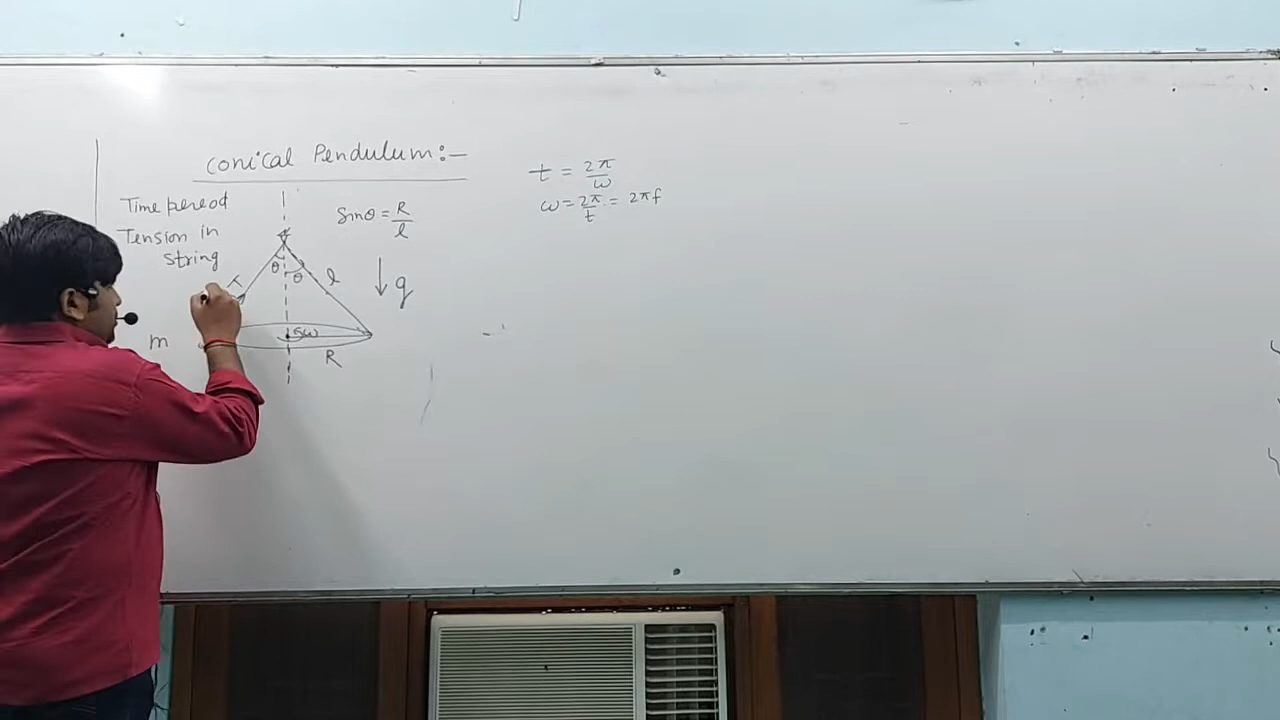 Conical Pendulum:-
Time period
Tension in
string
sinθ = R/l
t = 2π/ω
ω = 2π/t = 2πf
θ
θ
l
T
g
ω
R
m